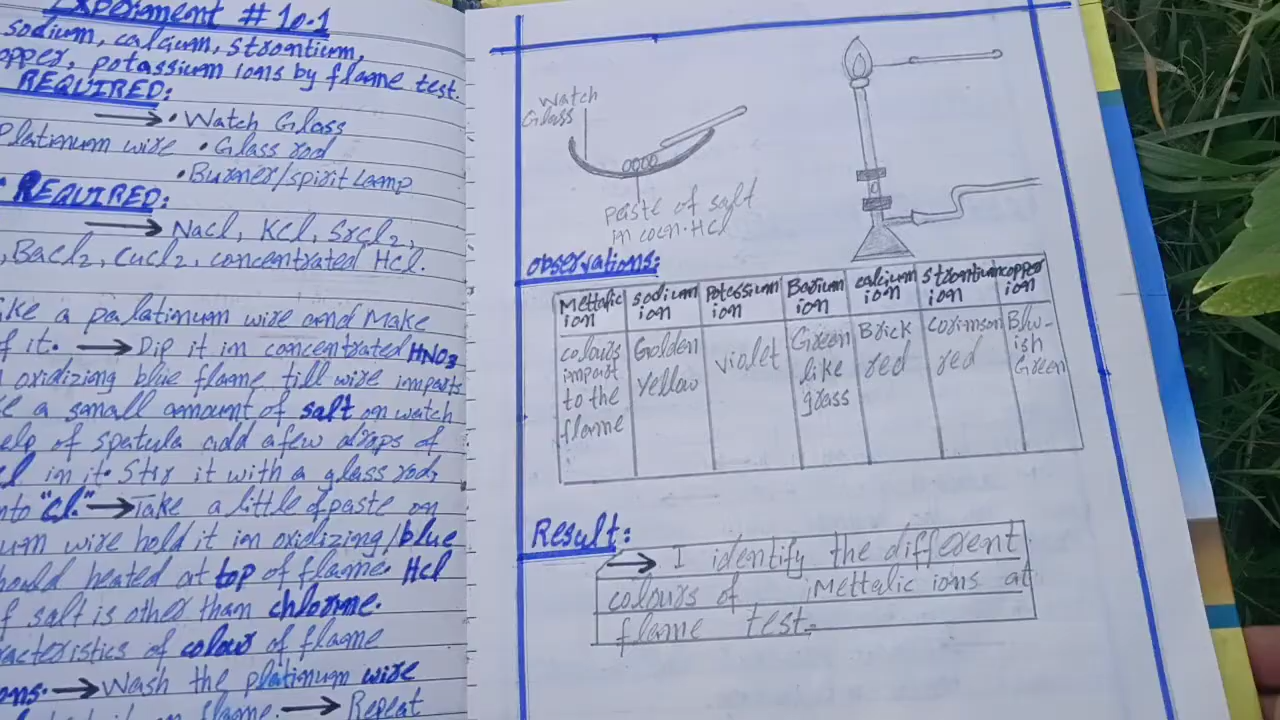 Experiment # 10.1
sodium, calcium, strontium,
opper, potassium ions by flame test.
REQUIRED:
→ • Watch Glass
Platinum wire • Glass rod
• Burner/spirit Lamp
REQUIRED:
→ Nacl, Kcl, Srcl2,
, Bacl2, Cucl2, concentrated Hcl.
ake a palatinum wire and Make
f it. → Dip it in concentrated HNO3
oxidizing blue flame till wire imparts
e a small amount of salt on watch
elp of spatula add a few drops of
l in it. Stir it with a glass rod,
nto "cl." → Take a little of paste on
um wire hold it in oxidizing/blue
hould heated at top of flame. Hcl
f salt is other than chlorine.
racteristics of colour of flame
ons. → Wash the platinum wire
flame. → Repeat
Watch
Glass
paste of salt
in coen. Hcl
observations:
Mettalic ion
sodium ion
potessium ion
Barium ion
calcium ion
strontium ion
copper ion
colours impart to the flame
Golden yellow
violet
Green like grass
Brick red
corimson red
Blu-ish Green
Result:
→ I identify the different
colours of Mettalic ions at
flame test.